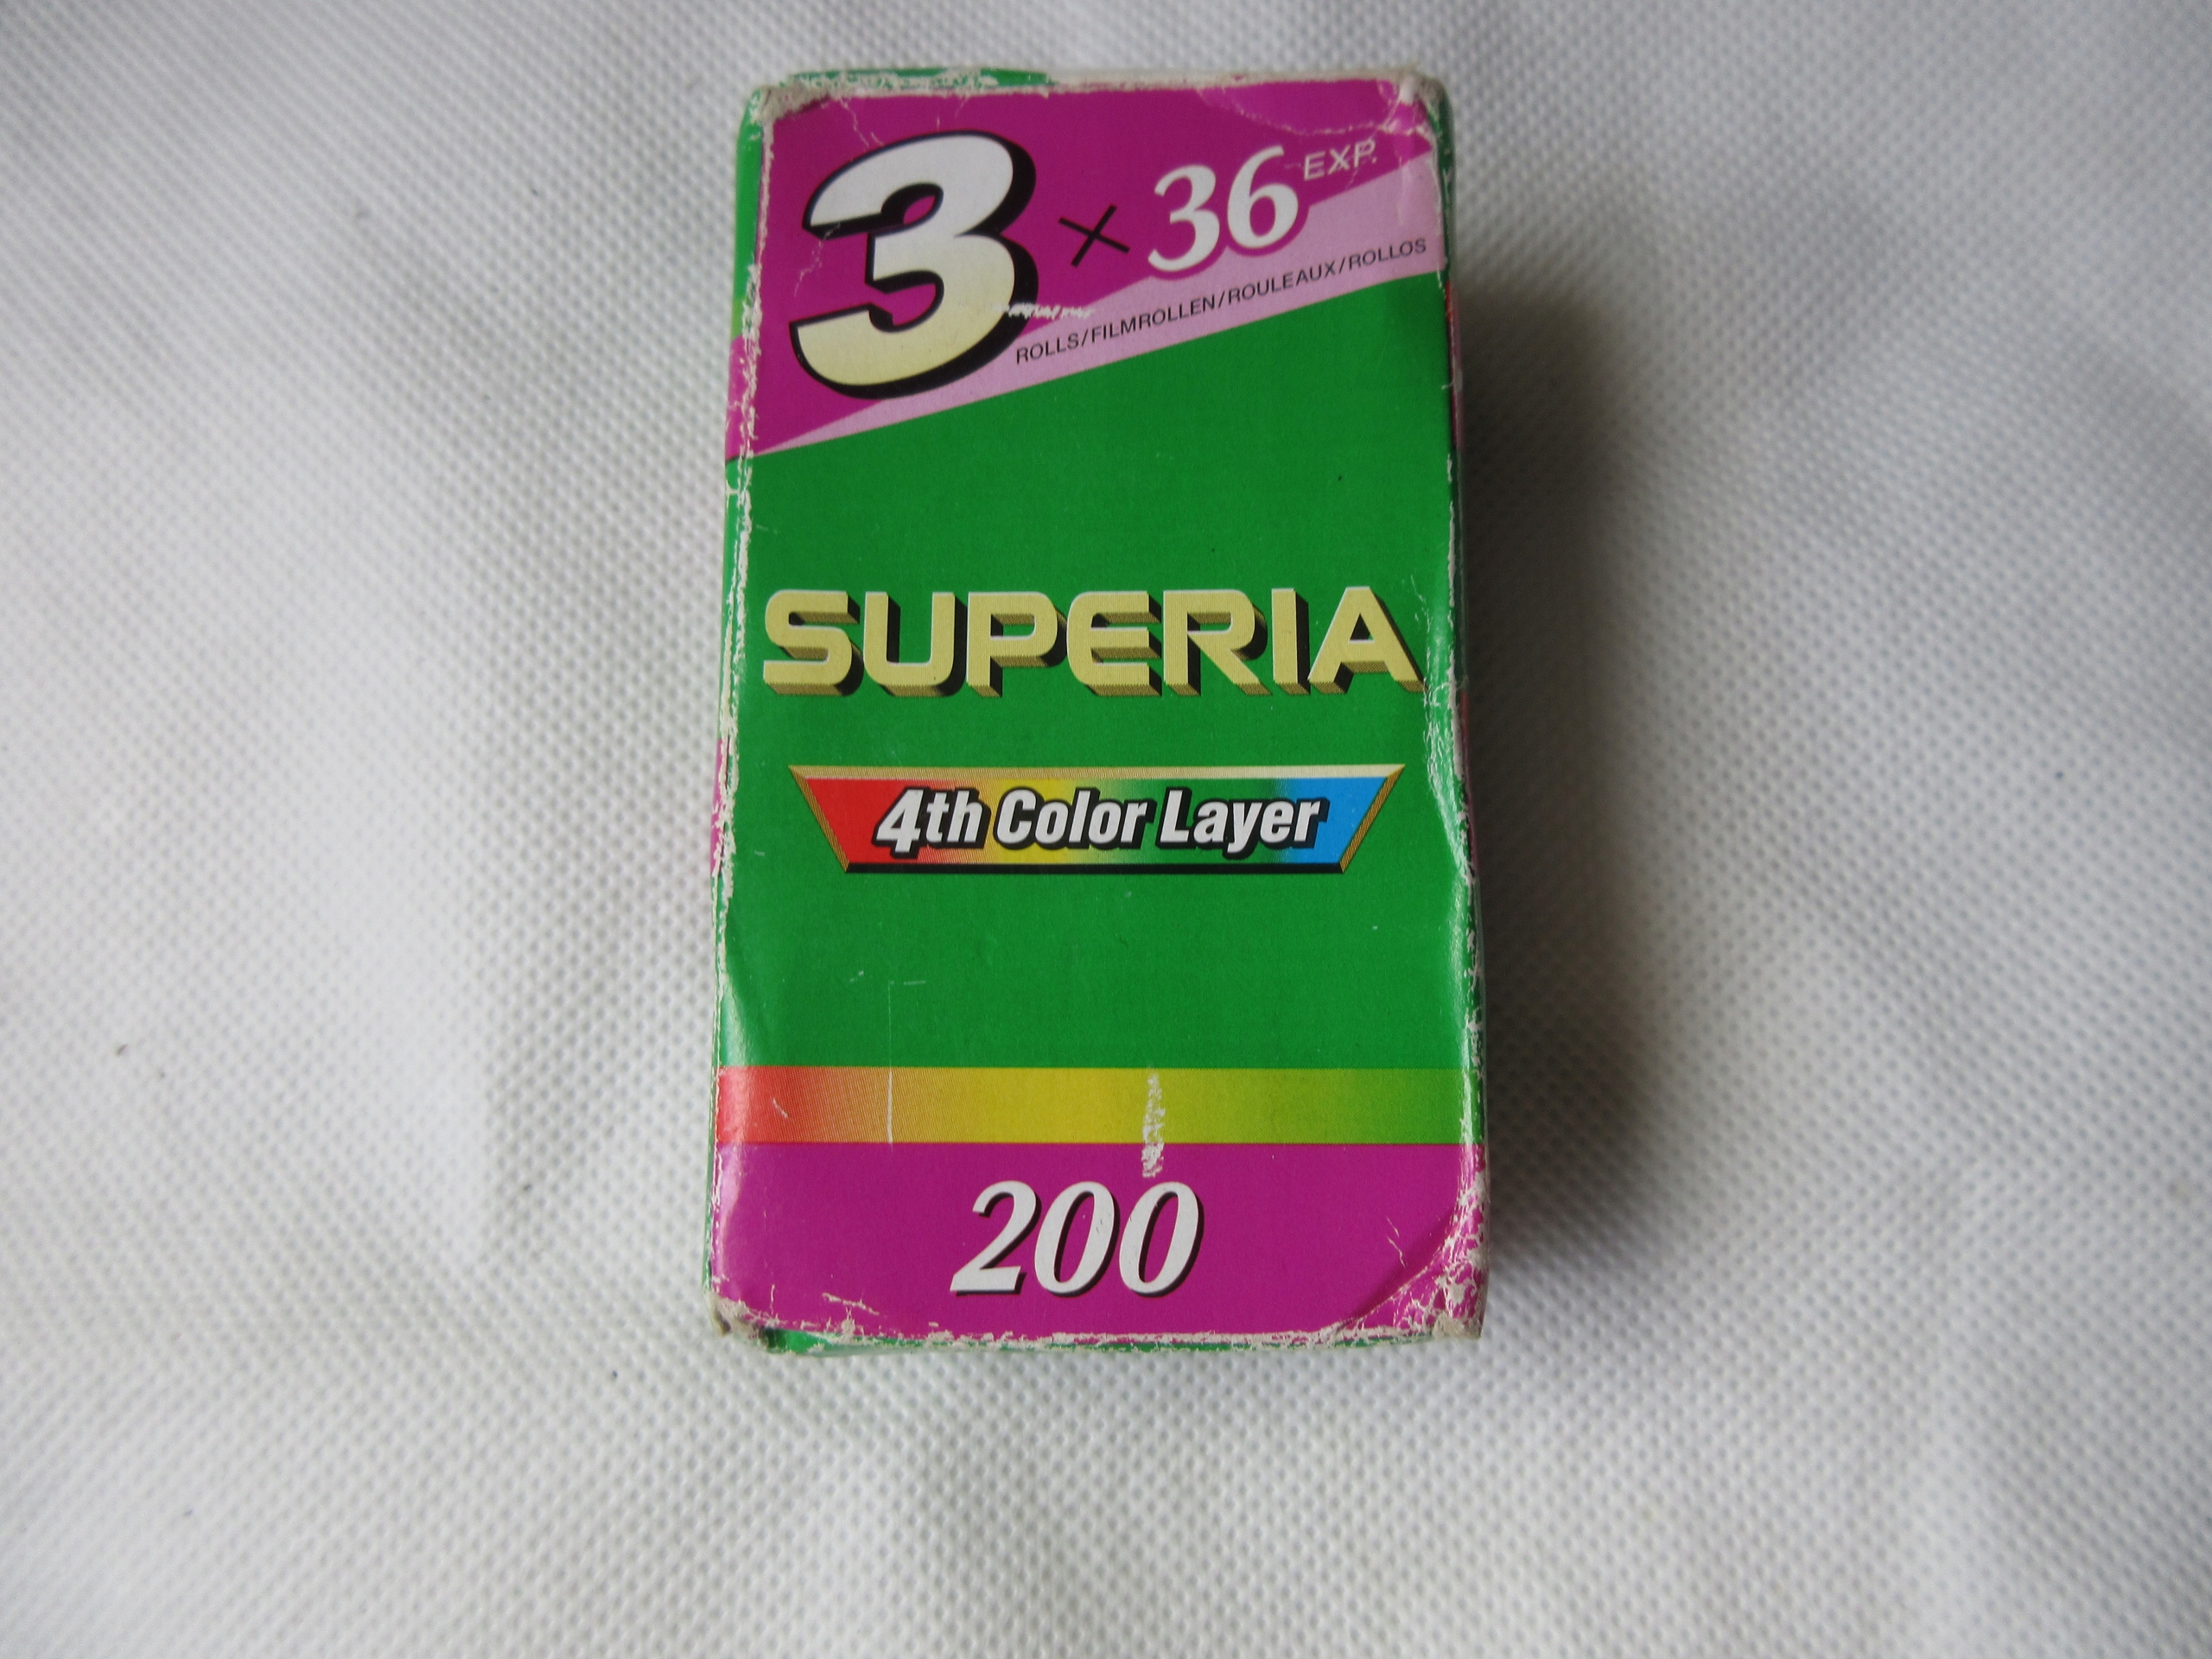 3 × 36 EXP.
ROLLS/FILMROLLEN/ROULEAUX/ROLLOS
SUPERIA
4th Color Layer
200